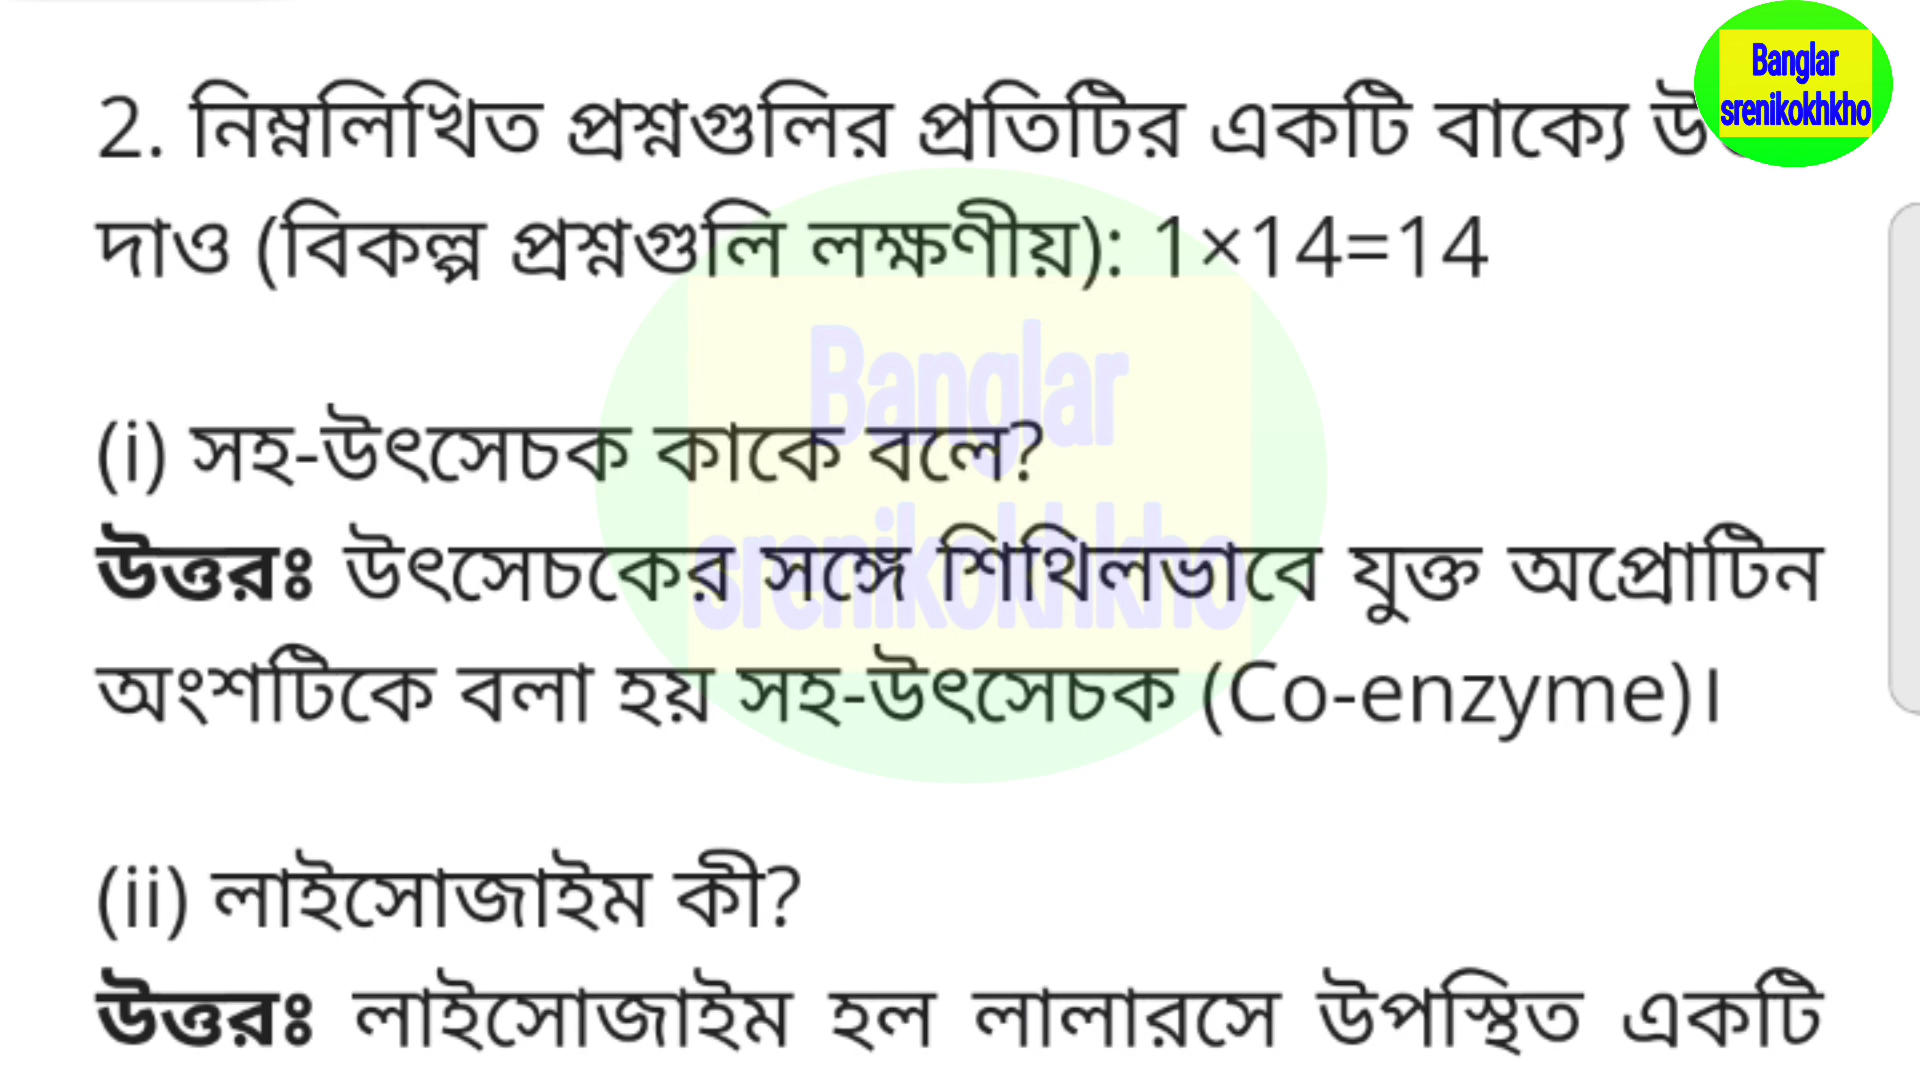 Banglar
srenikokhkho
2. নিম্নলিখিত প্রশ্নগুলির প্রতিটির একটি বাক্যে
দাও (বিকল্প প্রশ্নগুলি লক্ষণীয়): 1×14=14
Banglar
srenikokhkho
(i) সহ-উৎসেচক কাকে বলে?
উত্তরঃ উৎসেচকের সঙ্গে শিথিলভাবে যুক্ত অপ্রোটিন
অংশটিকে বলা হয় সহ-উৎসেচক (Co-enzyme)।
(ii) লাইসোজাইম কী?
উত্তরঃ লাইসোজাইম হল লালারসে উপস্থিত একটি